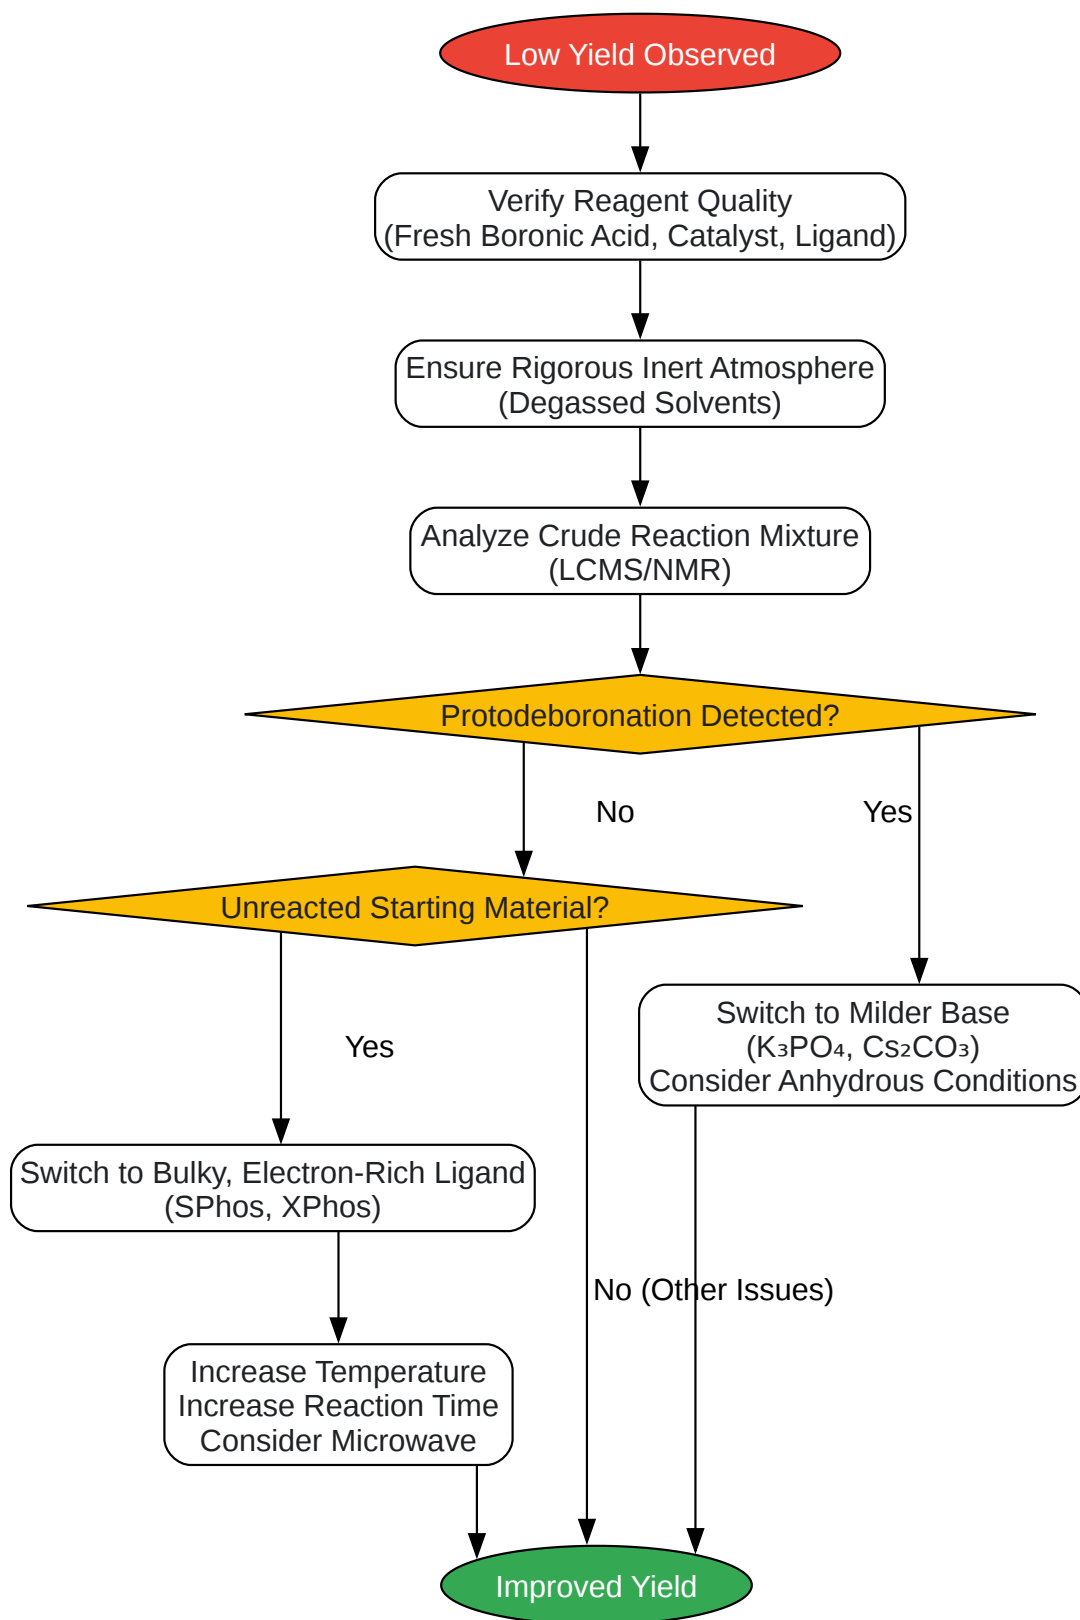 Low Yield Observed
Verify Reagent Quality
(Fresh Boronic Acid, Catalyst, Ligand)
Ensure Rigorous Inert Atmosphere
(Degassed Solvents)
Analyze Crude Reaction Mixture
(LCMS/NMR)
Protodeboronation Detected?
No
Yes
Unreacted Starting Material?
Switch to Milder Base
(K₃PO₄, Cs₂CO₃)
Consider Anhydrous Conditions
Yes
Switch to Bulky, Electron-Rich Ligand
(SPhos, XPhos)
No (Other Issues)
Increase Temperature
Increase Reaction Time
Consider Microwave
Improved Yield